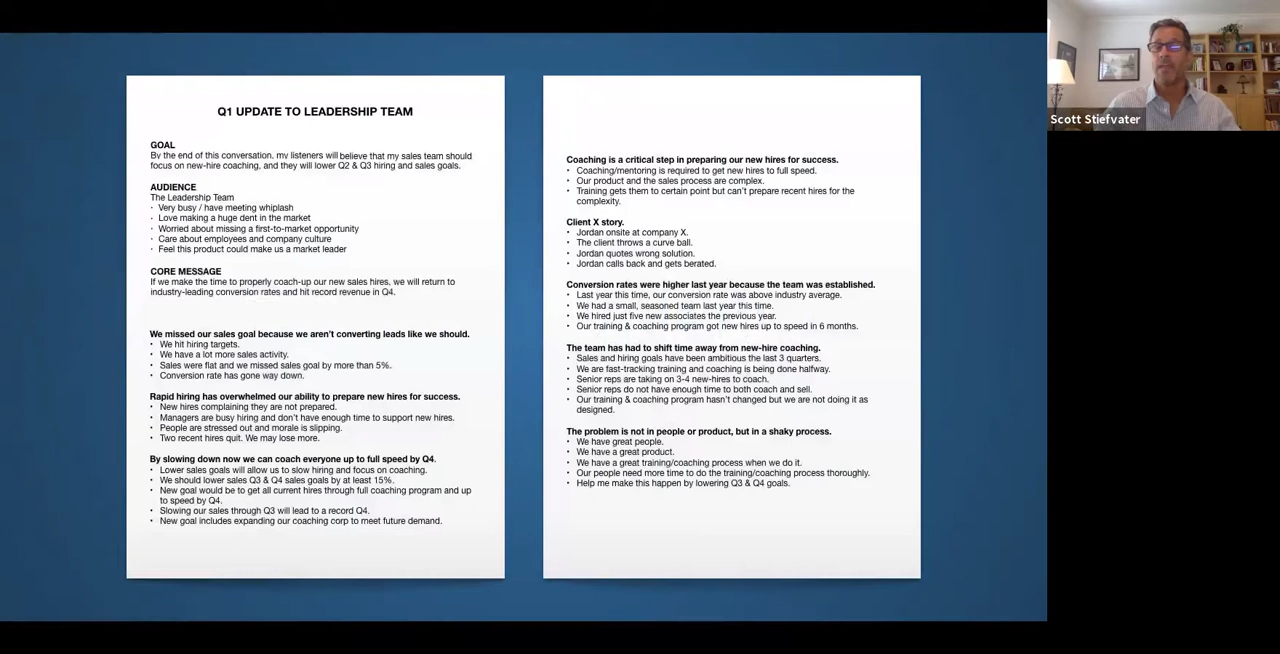 Q1 UPDATE TO LEADERSHIP TEAM
GOAL
By the end of this conversation, my listeners will believe that my sales team should
focus on new-hire coaching, and they will lower Q2 & Q3 hiring and sales goals.
AUDIENCE
The Leadership Team
· Very busy / have meeting whiplash
· Love making a huge dent in the market
· Worried about missing a first-to-market opportunity
· Care about employees and company culture
· Feel this product could make us a market leader
CORE MESSAGE
If we make the time to properly coach-up our new sales hires, we will return to
industry-leading conversion rates and hit record revenue in Q4.
We missed our sales goal because we aren't converting leads like we should.
• We hit hiring targets.
• We have a lot more sales activity.
• Sales were flat and we missed sales goal by more than 5%.
• Conversion rate has gone way down.
Rapid hiring has overwhelmed our ability to prepare new hires for success.
• New hires complaining they are not prepared.
• Managers are busy hiring and don't have enough time to support new hires.
• People are stressed out and morale is slipping.
• Two recent hires quit. We may lose more.
By slowing down now we can coach everyone up to full speed by Q4.
• Lower sales goals will allow us to slow hiring and focus on coaching.
• We should lower sales Q3 & Q4 sales goals by at least 15%.
• New goal would be to get all current hires through full coaching program and up
to speed by Q4.
• Slowing our sales through Q3 will lead to a record Q4.
• New goal includes expanding our coaching corp to meet future demand.
Coaching is a critical step in preparing our new hires for success.
• Coaching/mentoring is required to get new hires to full speed.
• Our product and the sales process are complex.
• Training gets them to certain point but can't prepare recent hires for the
complexity.
Client X story.
• Jordan onsite at company X.
• The client throws a curve ball.
• Jordan quotes wrong solution.
• Jordan calls back and gets berated.
Conversion rates were higher last year because the team was established.
• Last year this time, our conversion rate was above industry average.
• We had a small, seasoned team last year this time.
• We hired just five new associates the previous year.
• Our training & coaching program got new hires up to speed in 6 months.
The team has had to shift time away from new-hire coaching.
• Sales and hiring goals have been ambitious the last 3 quarters.
• We are fast-tracking training and coaching is being done halfway.
• Senior reps are taking on 3-4 new-hires to coach.
• Senior reps do not have enough time to both coach and sell.
• Our training & coaching program hasn't changed but we are not doing it as
designed.
The problem is not in people or product, but in a shaky process.
• We have great people.
• We have a great product.
• We have a great training/coaching process when we do it.
• Our people need more time to do the training/coaching process thoroughly.
• Help me make this happen by lowering Q3 & Q4 goals.
Scott Stiefvater